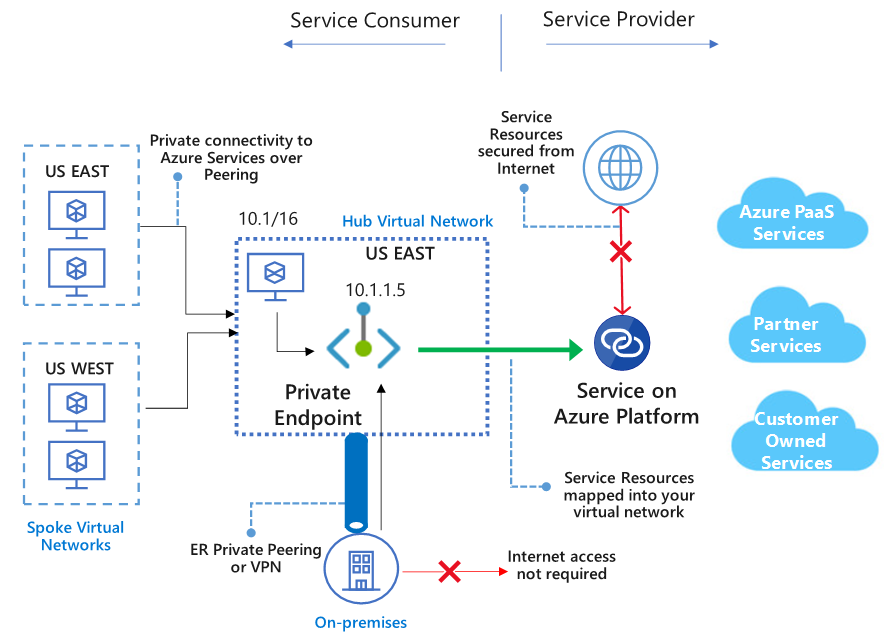 Service Consumer
Service Provider
Service
Resources
secured from
Internet
Private connectivity to
Azure Services over
Peering
US EAST
10.1/16
Hub Virtual Network
US EAST
10.1.1.5
Azure PaaS
Services
Partner
Services
US WEST
Private
Endpoint
Service on
Azure Platform
Customer
Owned
Services
Service Resources
mapped into your
virtual network
Spoke Virtual
Networks
ER Private Peering
or VPN
Internet access
not required
On-premises